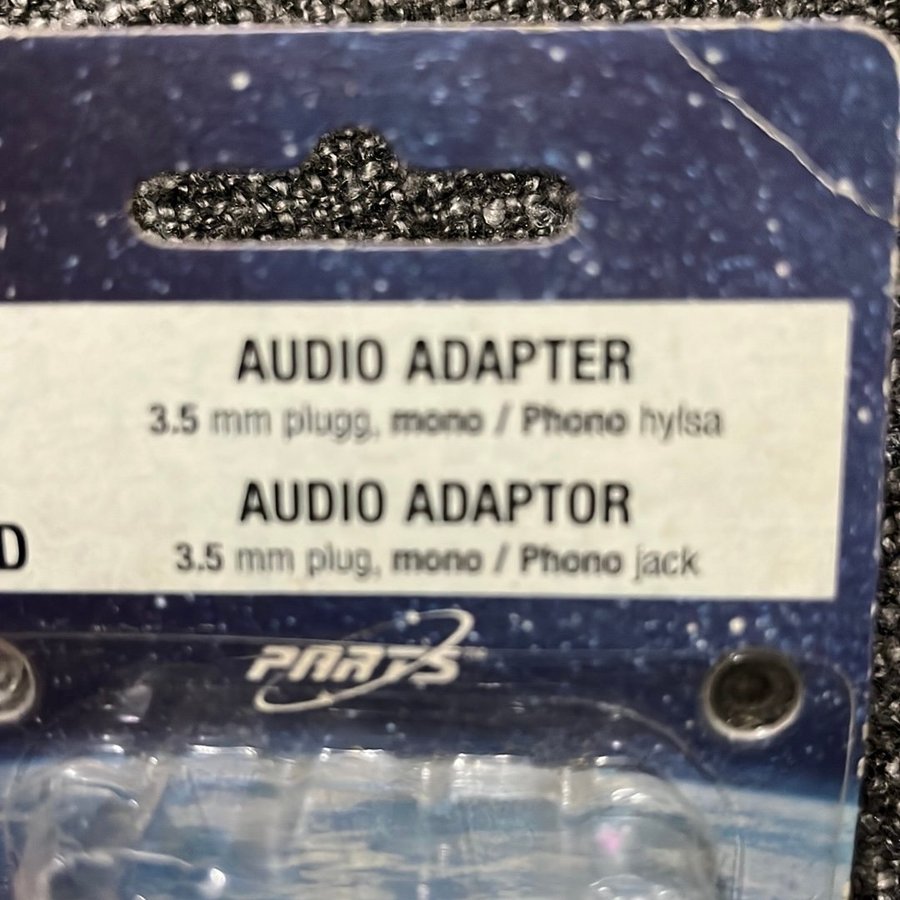 AUDIO ADAPTER
3.5 mm plugg, mono / Phono hylsa
AUDIO ADAPTOR
3.5 mm plug, mono / Phono jack
D
PARTS